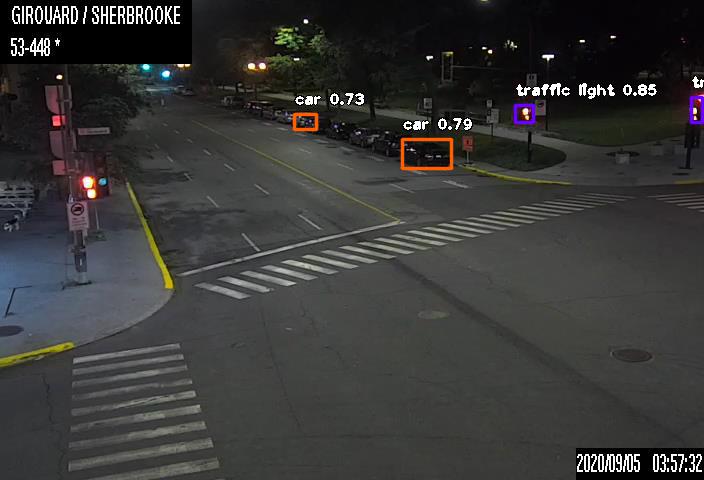 GIROUARD / SHERBROOKE
53-448 *
car 0.73
traffic light 0.85
tr
car 0.79
2020/09/05 03:57:32